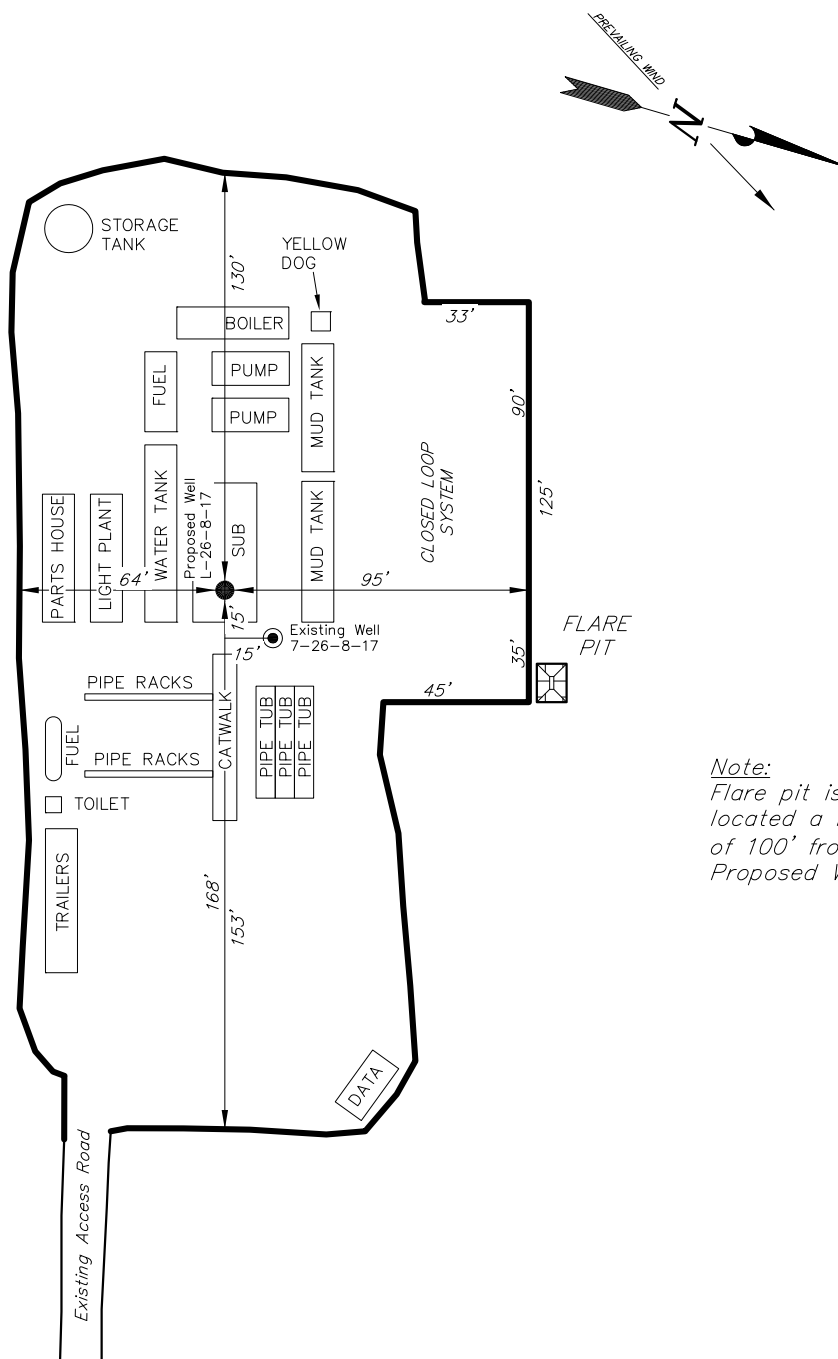 PREVAILING WIND
N
STORAGE
TANK
YELLOW
DOG
130'
BOILER
33'
FUEL
PUMP
MUD TANK
PUMP
90'
125'
CLOSED LOOP
SYSTEM
PARTS HOUSE
LIGHT PLANT
WATER TANK
Proposed Well
L-26-8-17
SUB
MUD TANK
64'
95'
15'
Existing Well
7-26-8-17
15'
35'
FLARE
PIT
PIPE RACKS
45'
CATWALK
PIPE TUB
PIPE TUB
PIPE TUB
FUEL
PIPE RACKS
TOILET
TRAILERS
168'
153'
DATA
Existing Access Road
Note:
Flare pit is
located a
of 100' fro
Proposed W